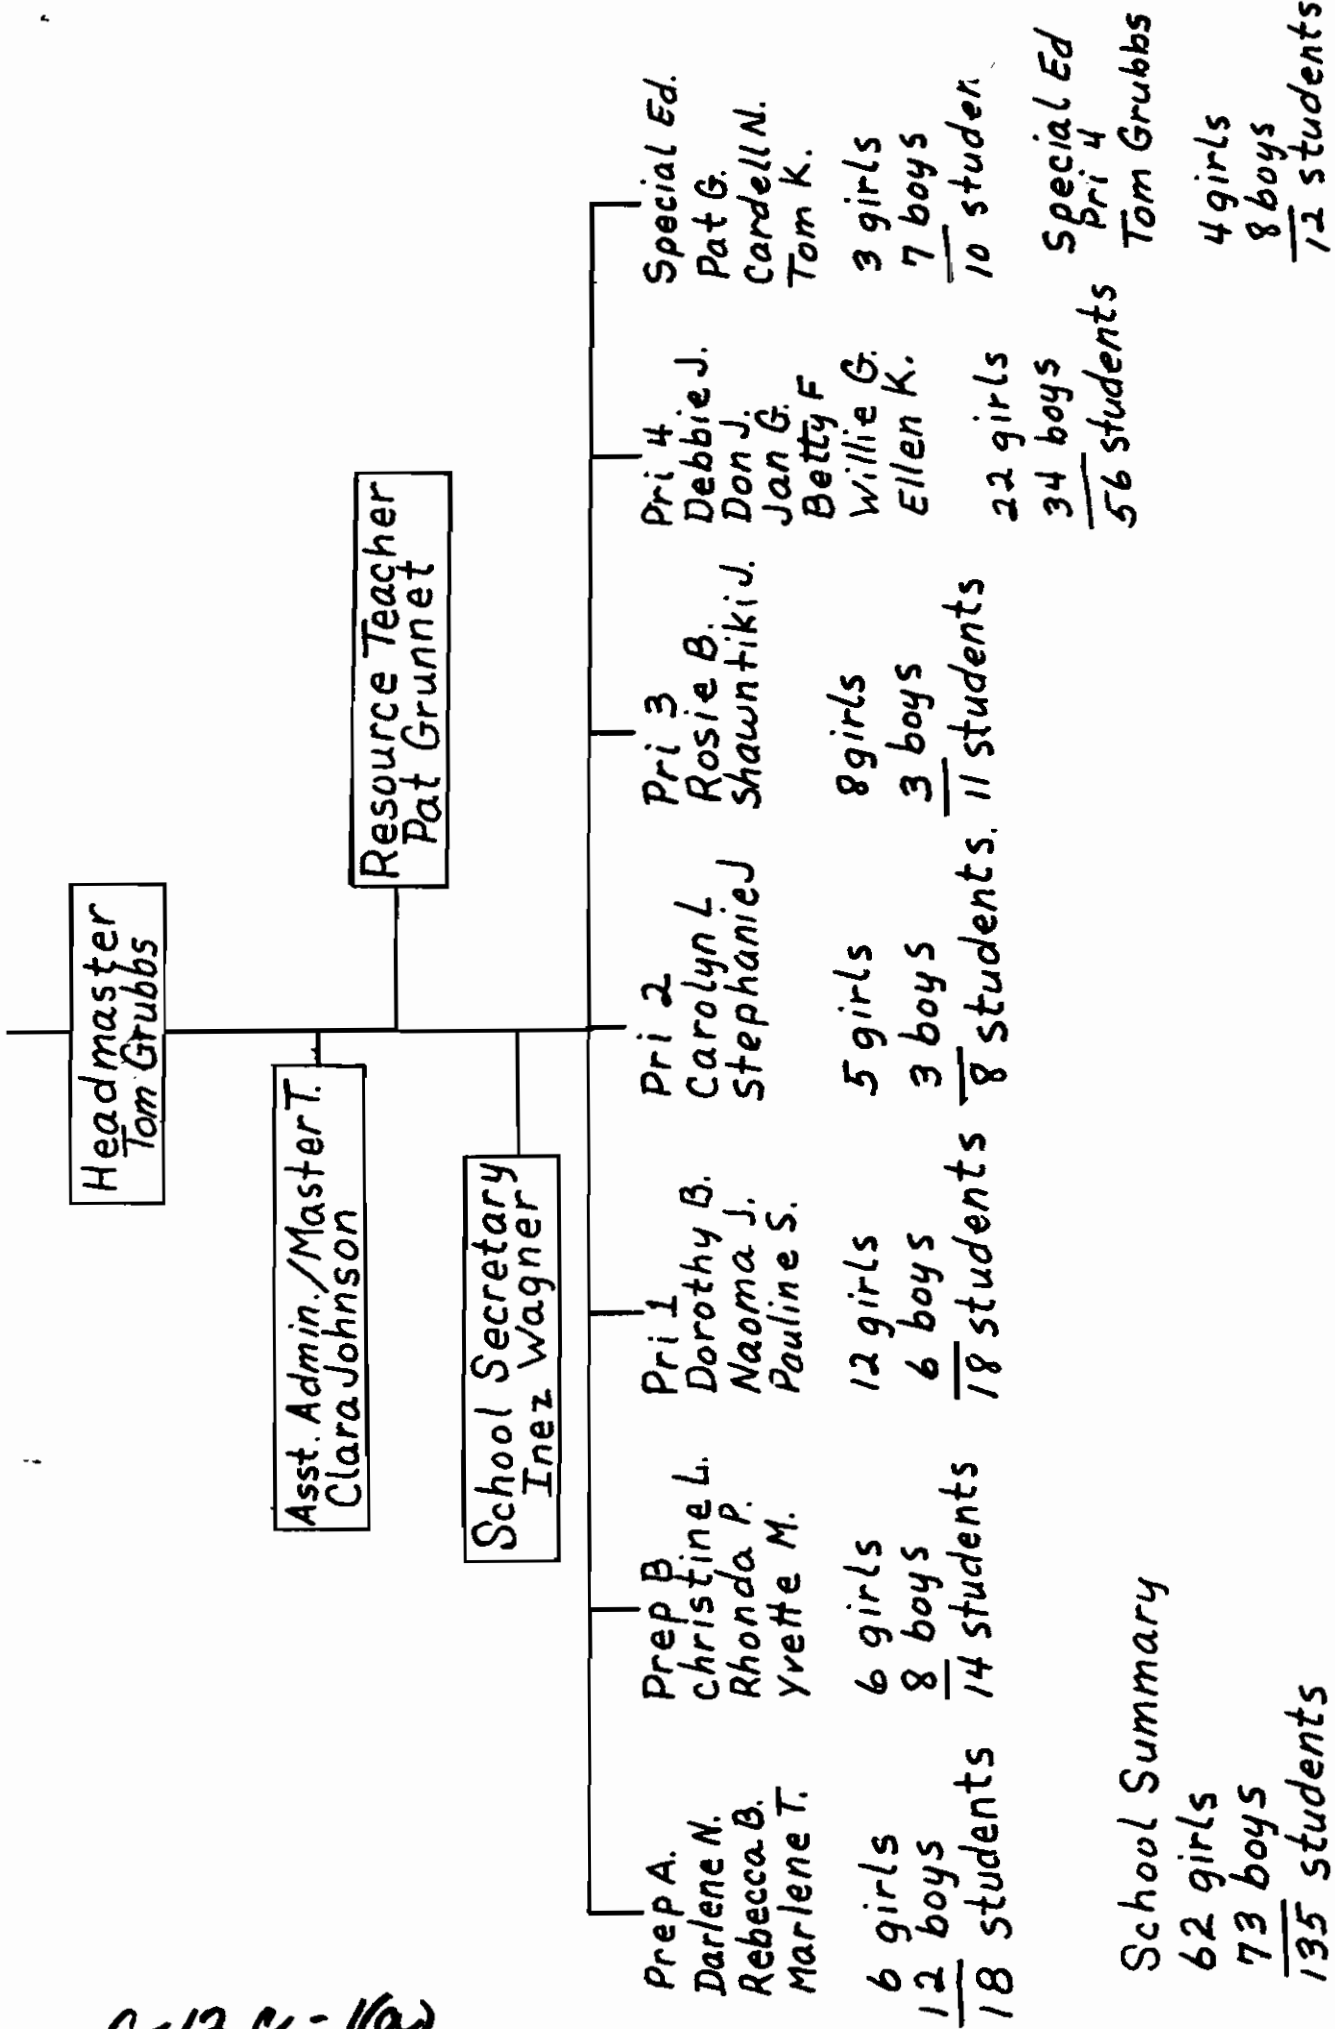 Headmaster
Tom Grubbs
Asst. Admin./Master T.
Clara Johnson
Resource Teacher
Pat Grunnet
School Secretary
Inez Wagner
Prep A.
Darlene N.
Rebecca B.
Marlene T.
6 girls
12 boys
18 students
Prep B
Christine L.
Rhonda P.
Yvette M.
6 girls
8 boys
14 students
Pri 1
Dorothy B.
Naoma J.
Pauline S.
12 girls
6 boys
18 students
Pri 2
Carolyn L
Stephanie J
5 girls
3 boys
8 students.
Pri 3
Rosie B.
Shawntiki J.
8 girls
3 boys
11 students
Pri 4
Debbie J.
Don J.
Jan G.
Betty F
Willie G.
Ellen K.
22 girls
34 boys
56 students
Special Ed.
Pat G.
Cardell N.
Tom K.
3 girls
7 boys
10 studen
Special Ed
Pri 4
Tom Grubbs
4 girls
8 boys
12 students
School Summary
62 girls
73 boys
135 students